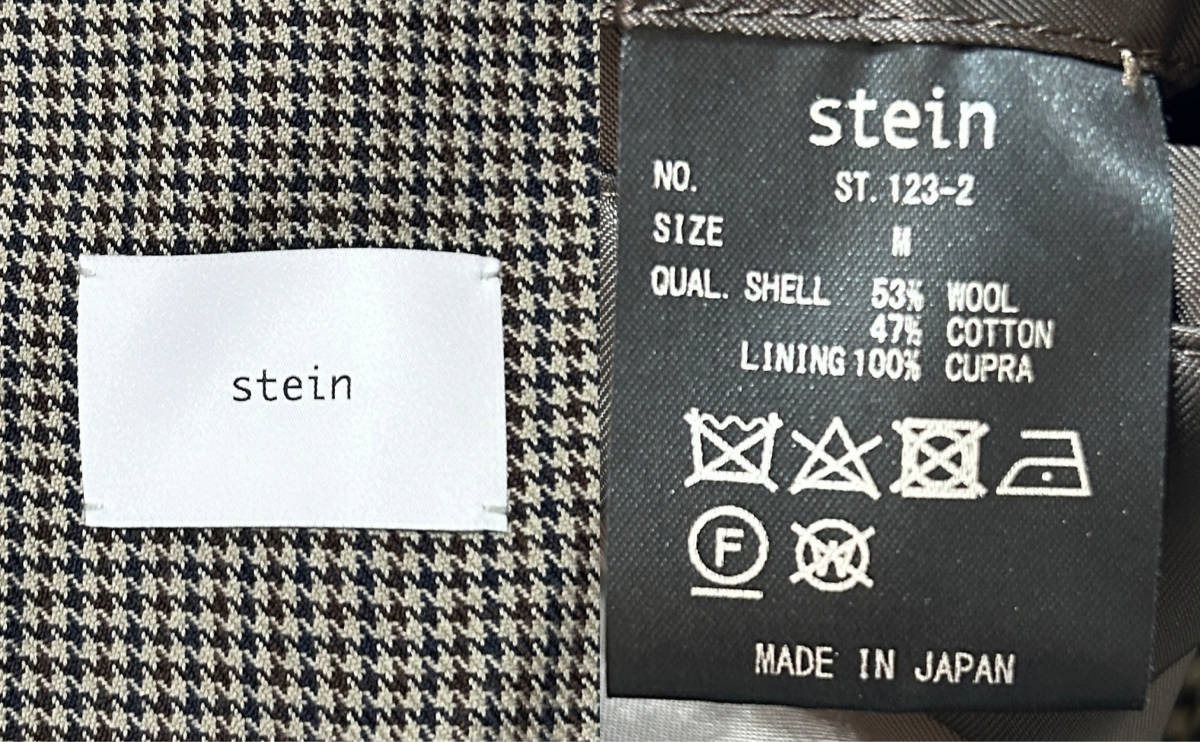 stein
stein
NO. ST.123-2
SIZE M
QUAL. SHELL 53% WOOL
47% COTTON
LINING 100% CUPRA
F W
MADE IN JAPAN